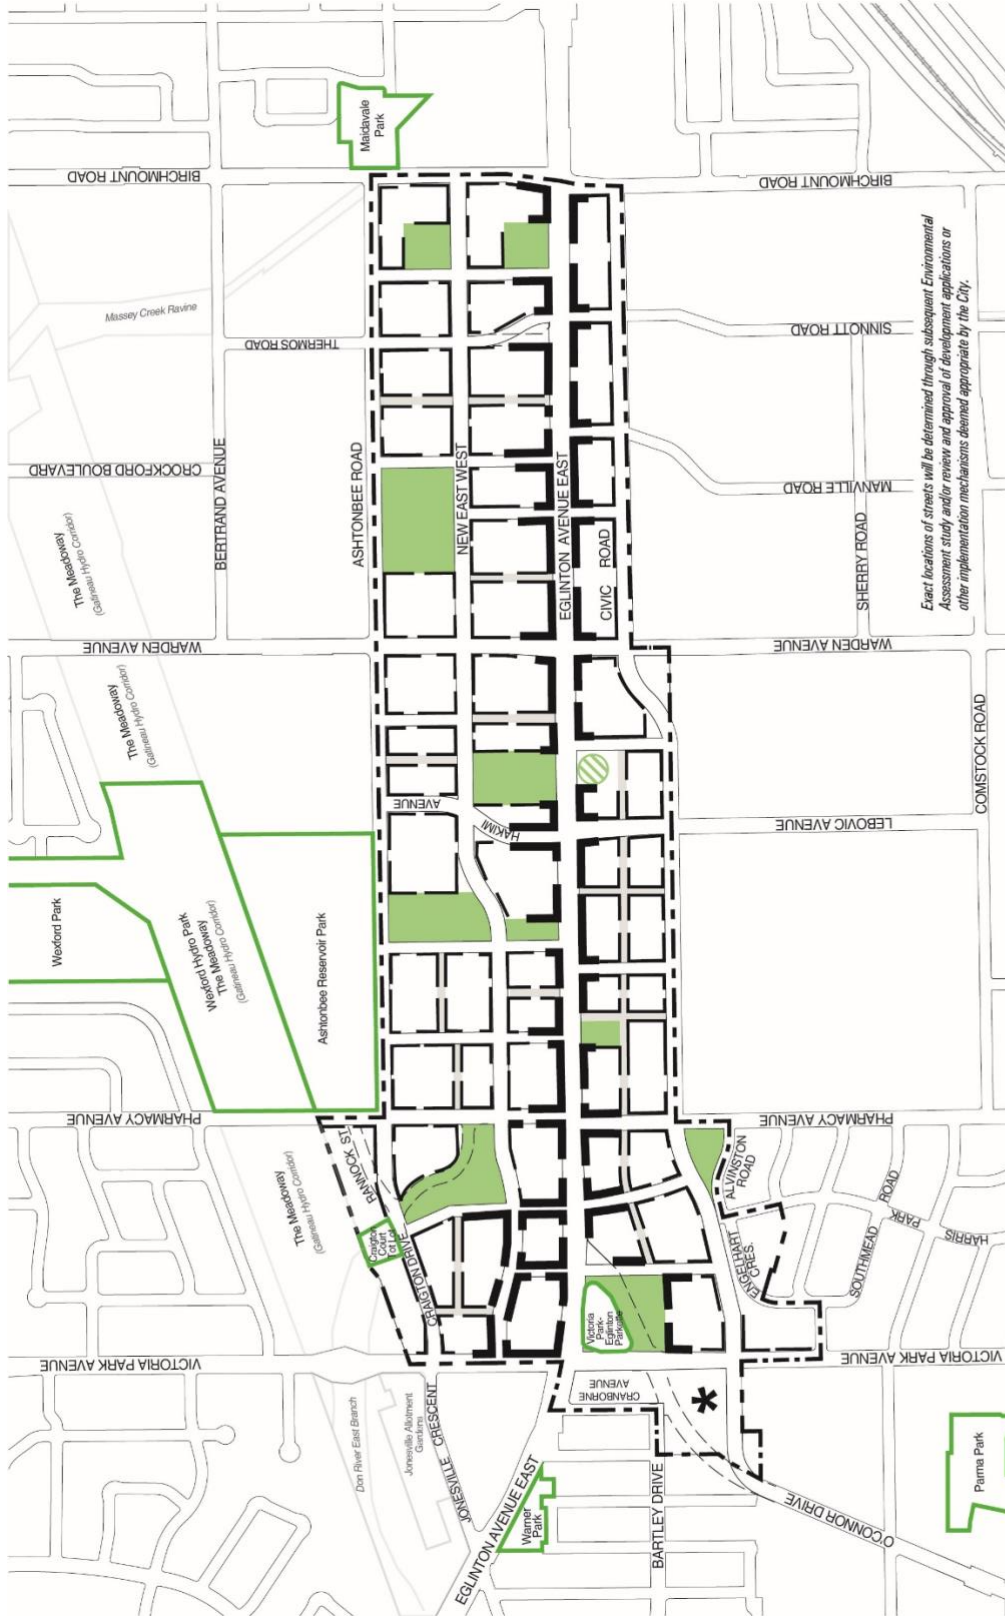 Maidavale
Park
BIRCHMOUNT ROAD
BIRCHMOUNT ROAD
Massey Creek Ravine
THERMOS ROAD
SINNOTT ROAD
Exact locations of streets will be determined through subsequent Environmental
Assessment study and/or review and approval of development applications or
other implementation mechanisms deemed appropriate by the City.
CROCKFORD BOULEVARD
BERTRAND AVENUE
ASHTONBEE ROAD
NEW EAST WEST
EGLINTON AVENUE EAST
CIVIC ROAD
MANVILLE ROAD
SHERRY ROAD
The Meadoway
(Gatineau Hydro Corridor)
WARDEN AVENUE
WARDEN AVENUE
The Meadoway
(Gatineau Hydro Corridor)
COMSTOCK ROAD
HAKIMI
AVENUE
LEBOVIC AVENUE
Wexford Park
Wexford Hydro Park
The Meadoway
(Gatineau Hydro Corridor)
Ashtonbee Reservoir Park
PHARMACY AVENUE
PHARMACY AVENUE
BANNOCK ST
The Meadoway
(Gatineau Hydro Corridor)
Craigton
Court
Tot Lot
CRAIGTON DRIVE
ALVINSTON
ROAD
ENGELHART
CRES.
SOUTHMEAD
ROAD
HARRIS
PARK
Victoria
Park-
Eglinton
Parkette
VICTORIA PARK AVENUE
VICTORIA PARK AVENUE
CRANBORNE
AVENUE
*
Don River East Branch
Jonesville Allotment
Gardens
JONESVILLE CRESCENT
EGLINTON AVENUE EAST
Warner
Park
BARTLEY DRIVE
O'CONNOR DRIVE
Parma Park